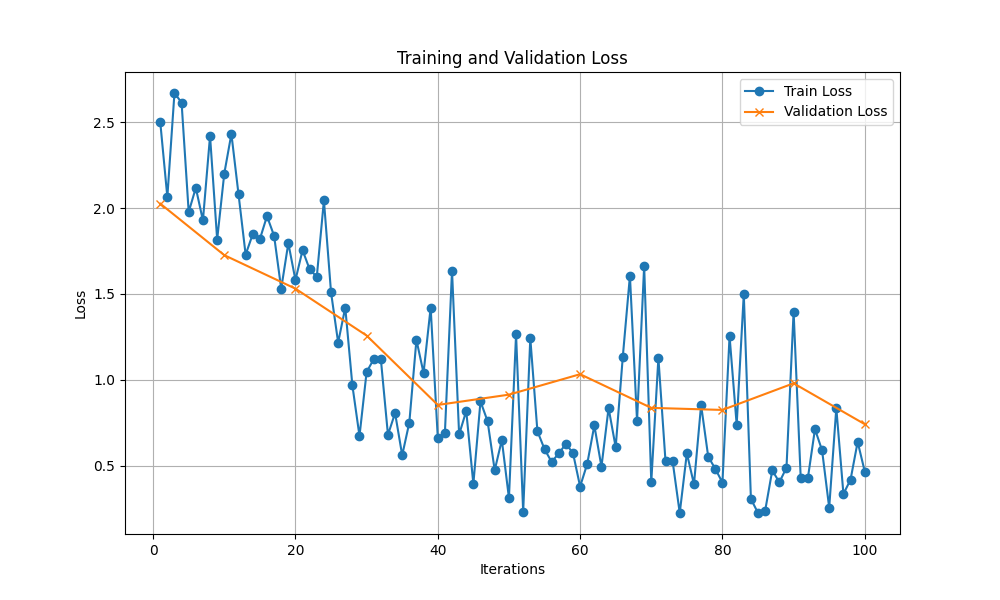 Training and Validation Loss
Train Loss
Validation Loss
Loss
2.5
2.0
1.5
1.0
0.5
0 20 40 60 80 100
Iterations